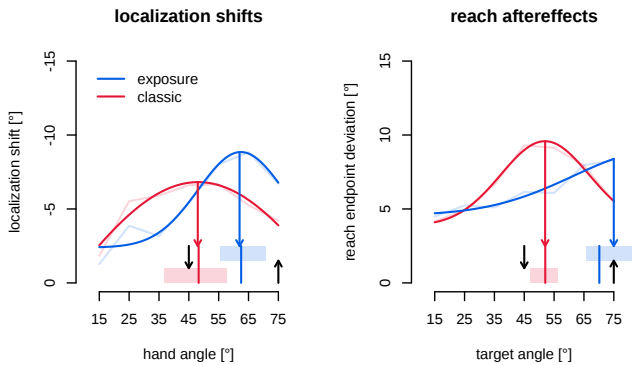 localization shifts
-15
-10
-5
0
localization shift [°]
exposure
classic
15 25 35 45 55 65 75
hand angle [°]
reach aftereffects
15
10
5
0
reach endpoint deviation [°]
15 25 35 45 55 65 75
target angle [°]